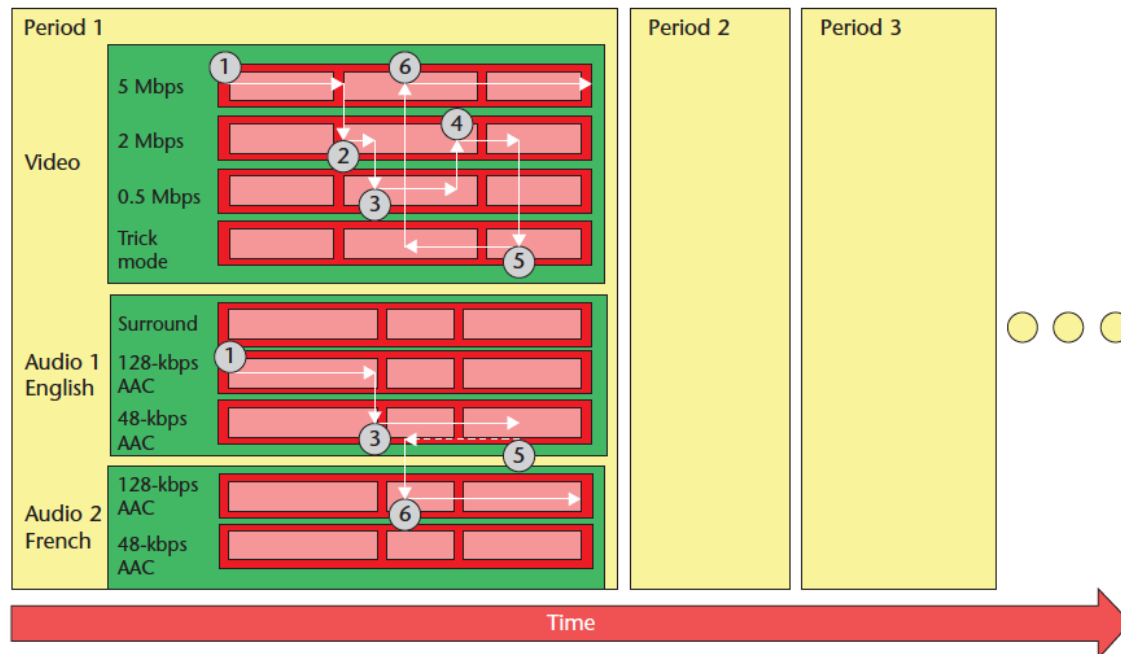 Period 1
Period 2
Period 3
Video
5 Mbps
1
6
2 Mbps
2
4
0.5 Mbps
3
Trick
mode
5
Audio 1
English
Surround
1
128-kbps
AAC
48-kbps
AAC
3
5
Audio 2
French
128-kbps
AAC
6
48-kbps
AAC
Time